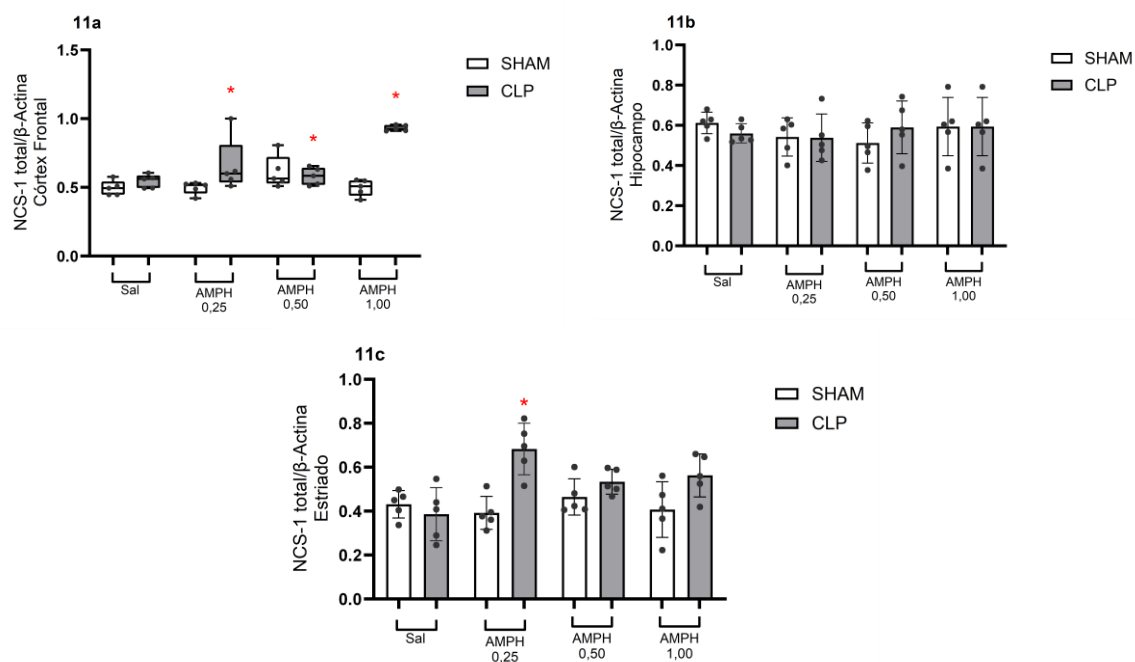 11a
NCS-1 total/β-Actina
Córtex Frontal
1.5
1.0
0.5
0.0
*
*
*
SHAM
CLP
Sal
AMPH
0,25
AMPH
0,50
AMPH
1,00
11b
NCS-1 total/β-Actina
Hipocampo
1.0
0.8
0.6
0.4
0.2
0.0
SHAM
CLP
Sal
AMPH
0,25
AMPH
0,50
AMPH
1,00
11c
NCS-1 total/β-Actina
Estriado
1.0
0.8
0.6
0.4
0.2
0.0
*
SHAM
CLP
Sal
AMPH
0,25
AMPH
0,50
AMPH
1,00